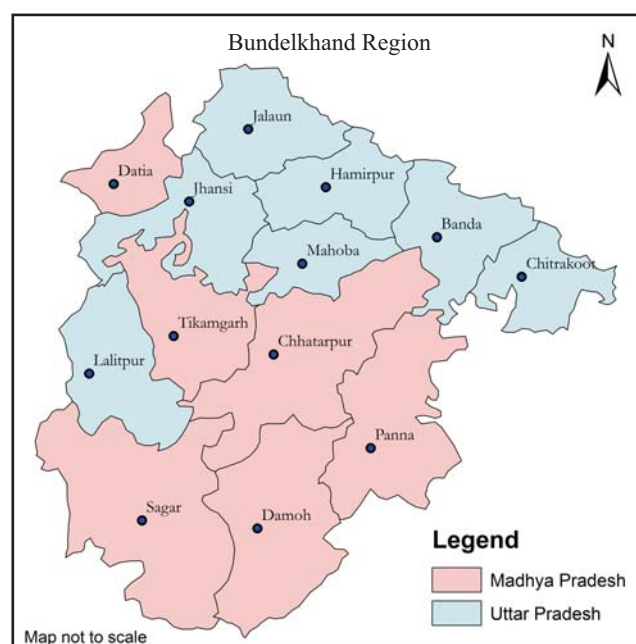 Bundelkhand Region
N
Jalaun
Datia
Hamirpur
Jhansi
Banda
Mahoba
Chitrakoot
Tikamgarh
Chhatarpur
Lalitpur
Panna
Sagar
Damoh
Legend
Madhya Pradesh
Uttar Pradesh
Map not to scale